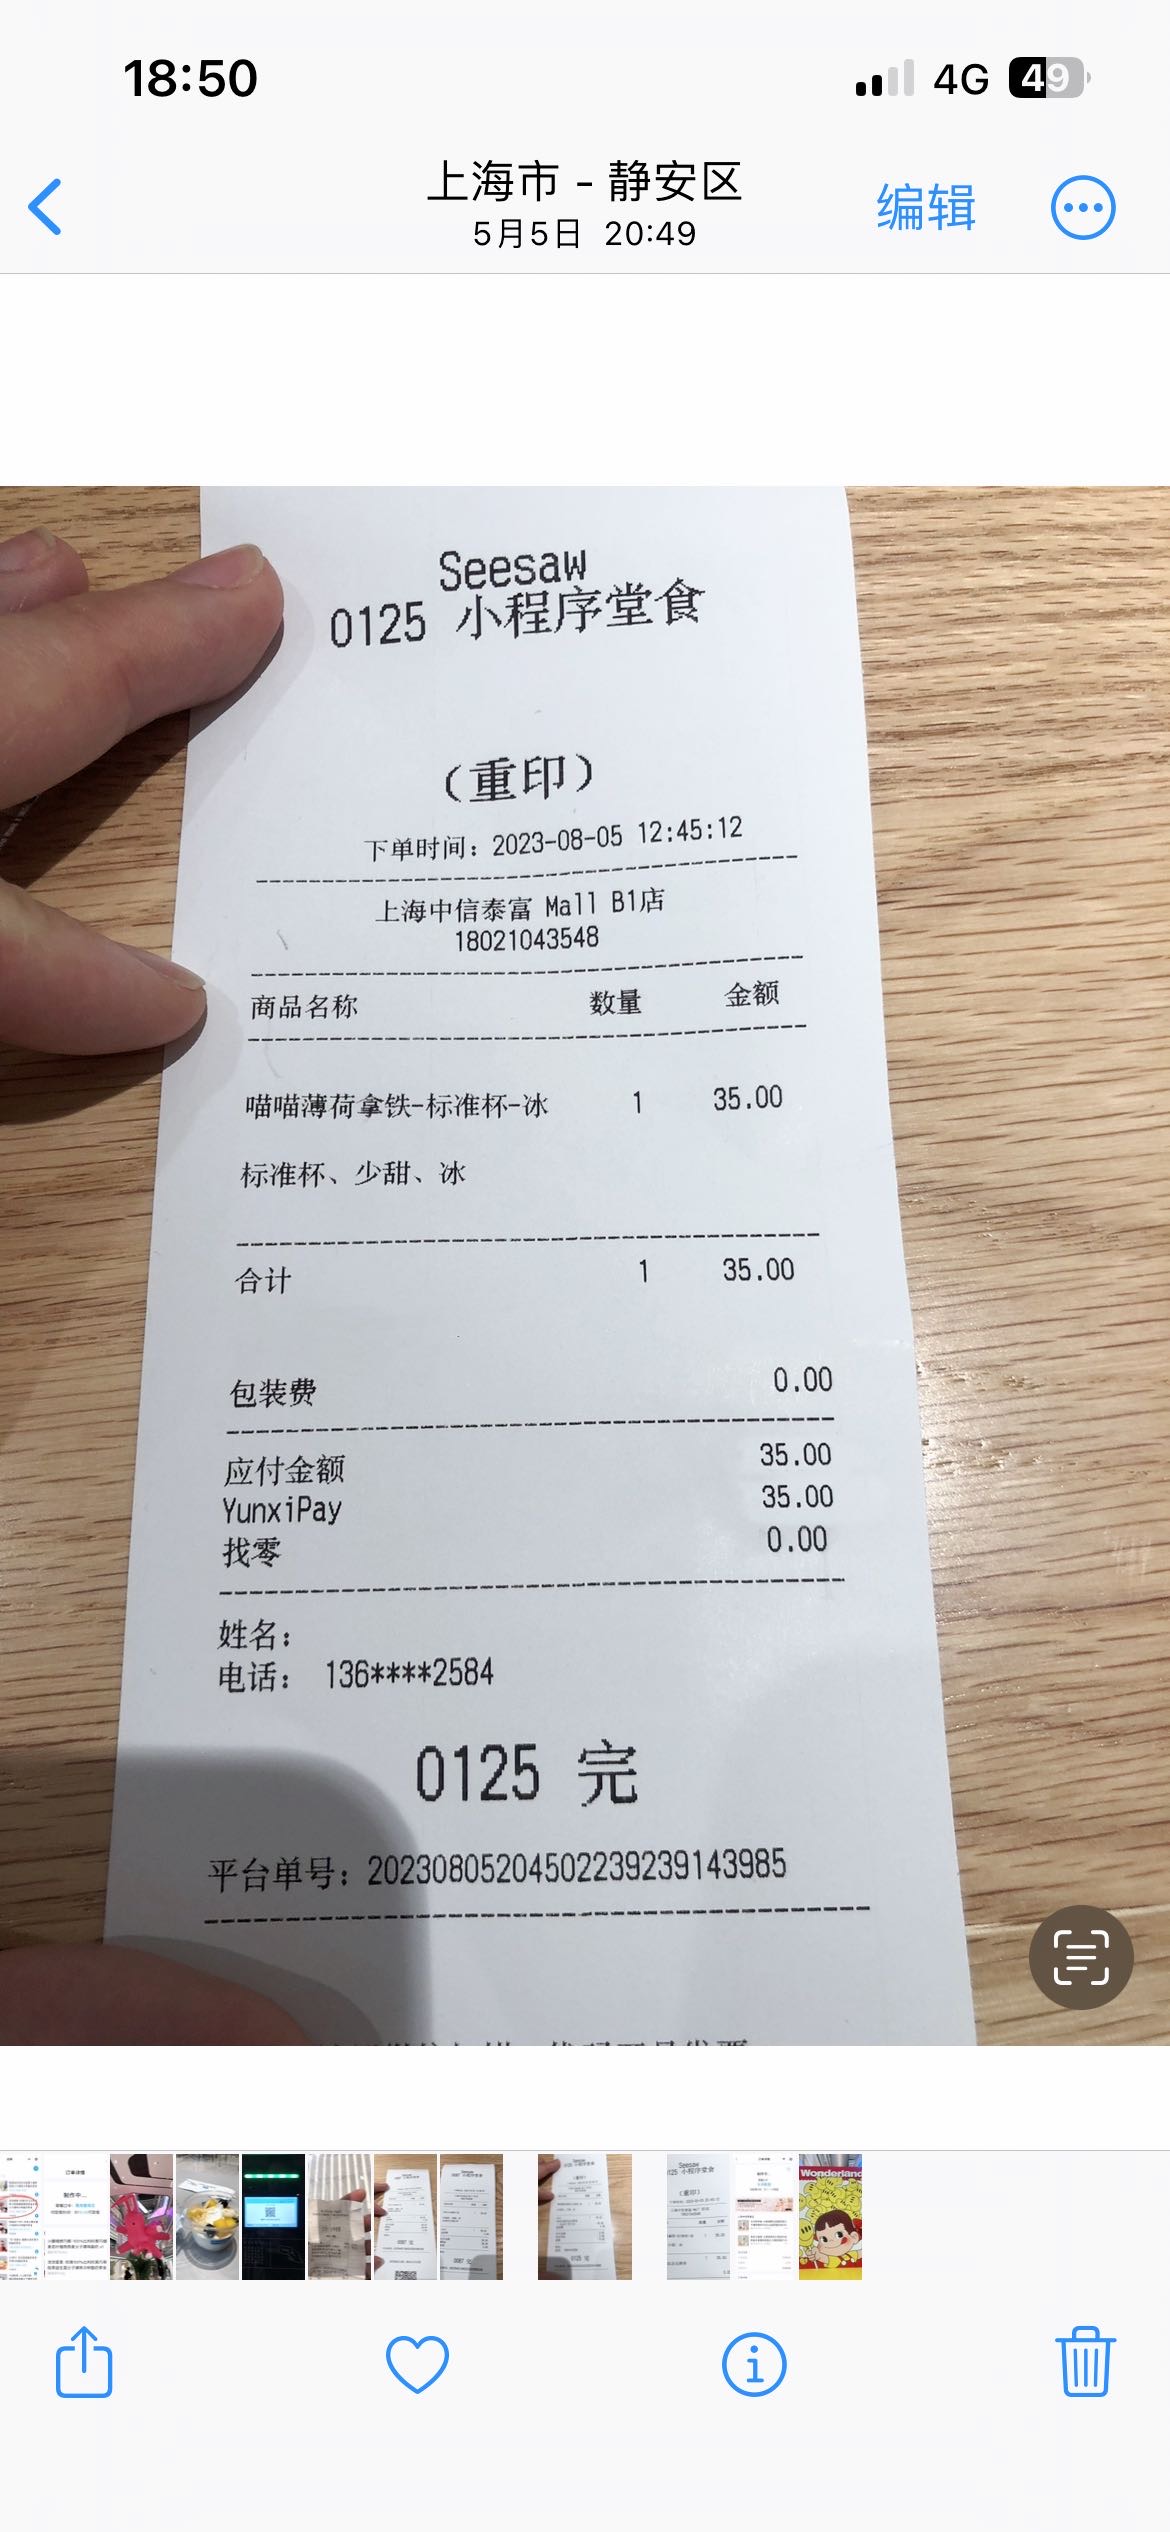 18:50 4G 49
上海市 - 静安区
5月5日 20:49
编辑
Seesaw
0125 小程序堂食
（重印）
下单时间：2023-08-05 12:45:12
上海中信泰富 Mall B1店
18021043548
商品名称 数量 金额
喵喵薄荷拿铁-标准杯-冰 1 35.00
标准杯、少甜、冰
合计 1 35.00
包装费 0.00
应付金额 35.00
YunxiPay 35.00
找零 0.00
姓名：
电话： 136****2584
0125 完
平台单号：20230805204502239239143985
Wonderland